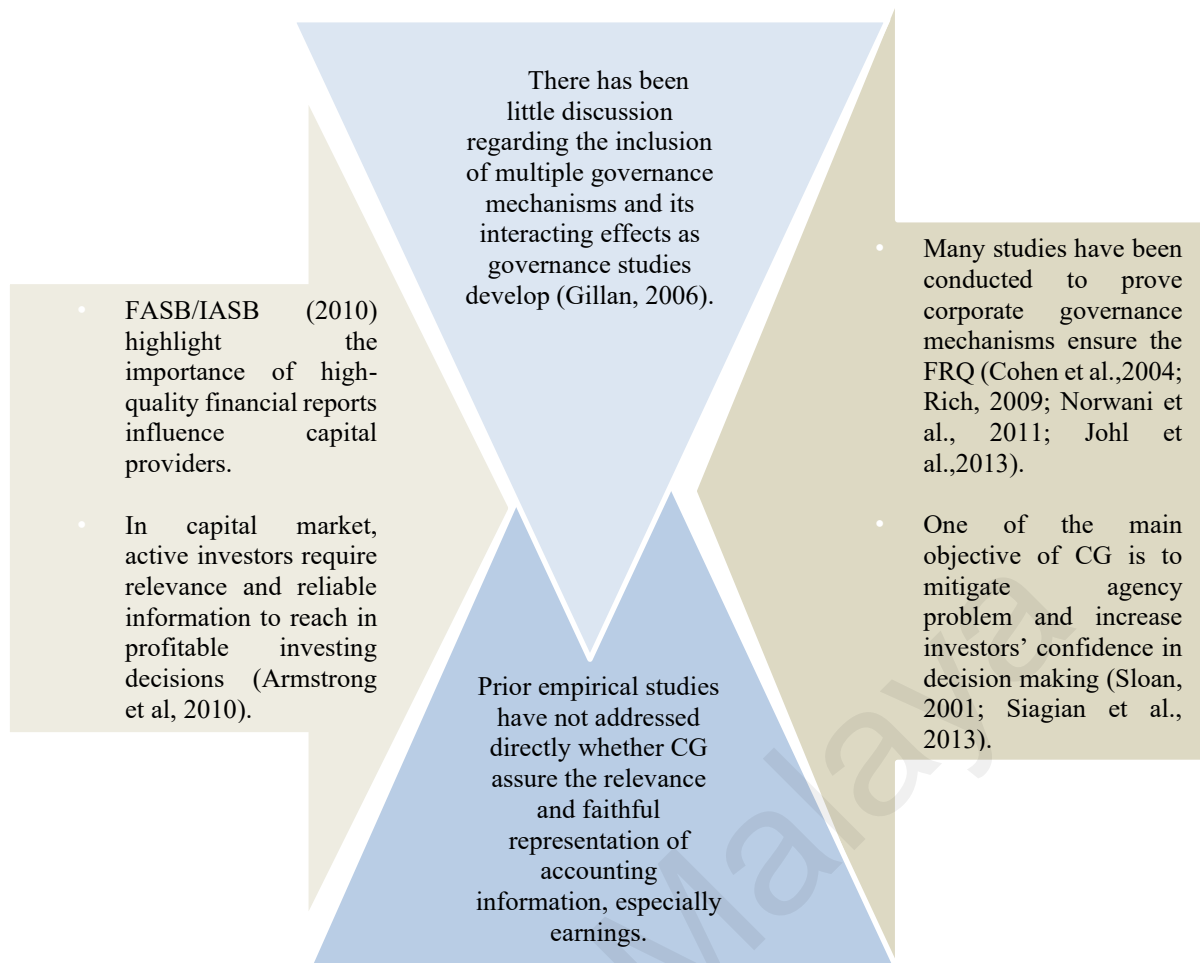 There has been
little discussion
regarding the inclusion
of multiple governance
mechanisms and its
interacting effects as
governance studies
develop (Gillan, 2006).
• FASB/IASB (2010)
highlight the
importance of high-
quality financial reports
influence capital
providers.
• In capital market,
active investors require
relevance and reliable
information to reach in
profitable investing
decisions (Armstrong
et al, 2010).
• Many studies have been
conducted to prove
corporate governance
mechanisms ensure the
FRQ (Cohen et al.,2004;
Rich, 2009; Norwani et
al., 2011; Johl et
al.,2013).
• One of the main
objective of CG is to
mitigate agency
problem and increase
investors’ confidence in
decision making (Sloan,
2001; Siagian et al.,
2013).
Prior empirical studies
have not addressed
directly whether CG
assure the relevance
and faithful
representation of
accounting
information, especially
earnings.
Malaya